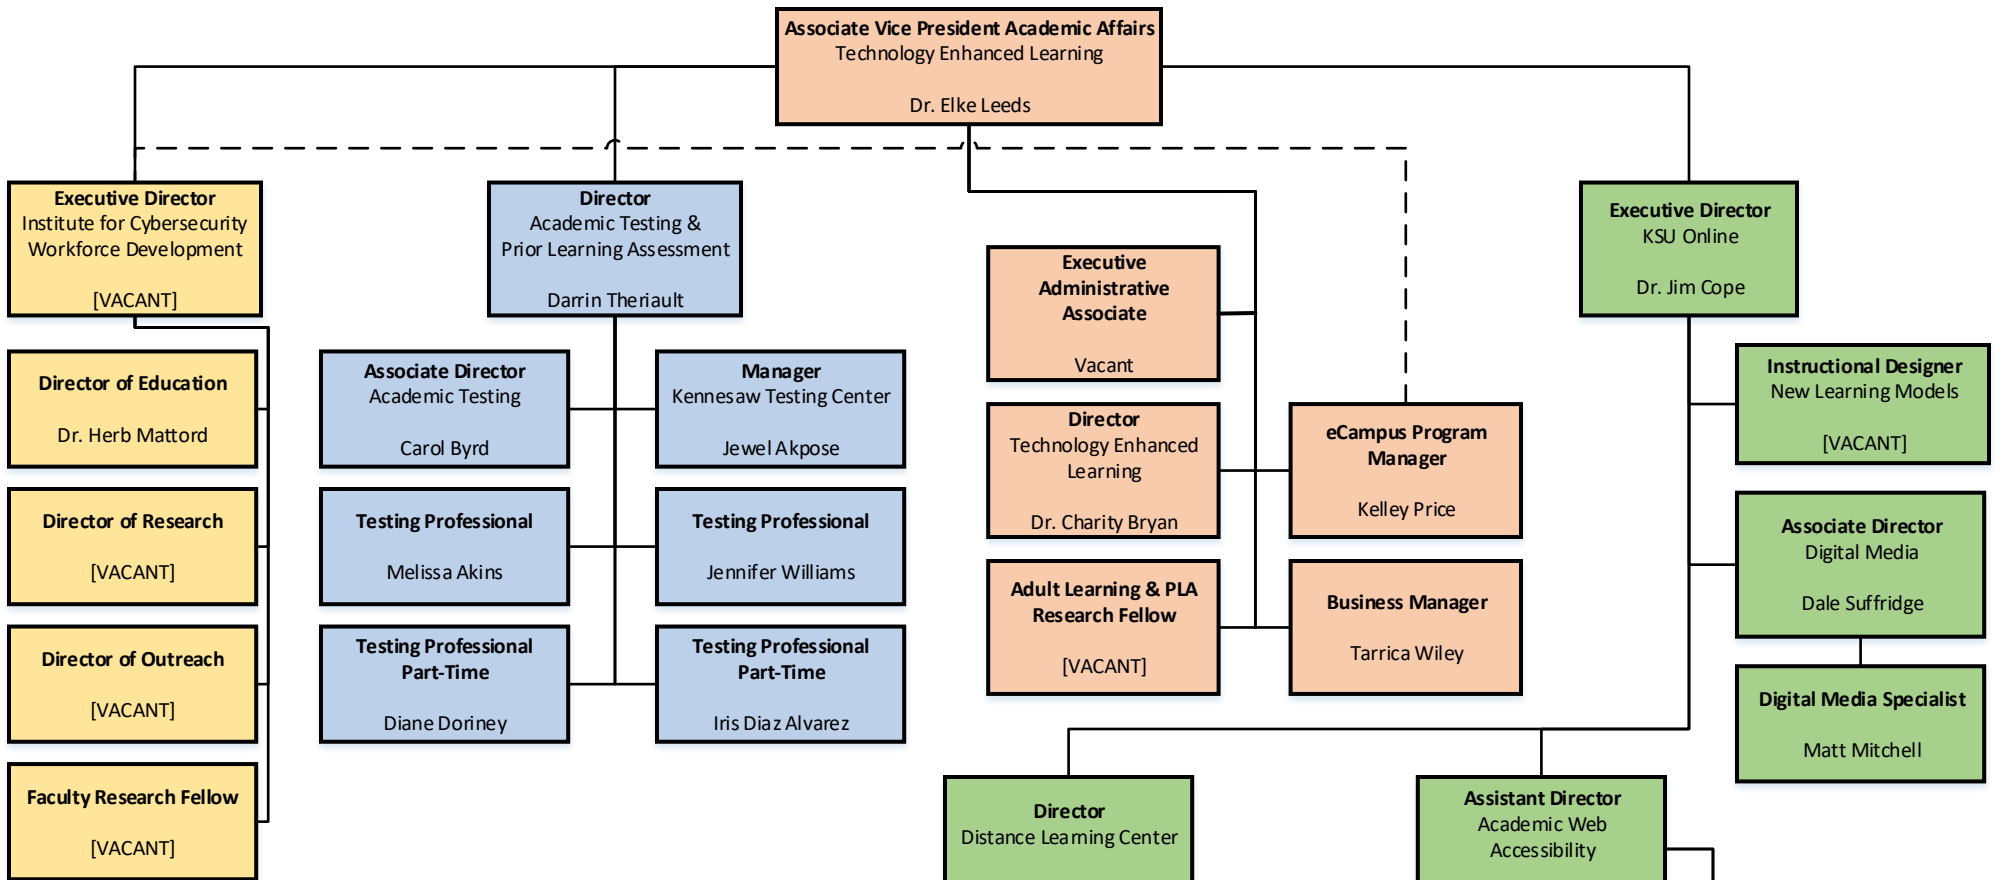 Associate Vice President Academic Affairs
Technology Enhanced Learning
Dr. Elke Leeds
Executive Director
Institute for Cybersecurity
Workforce Development
[VACANT]
Director of Education
Dr. Herb Mattord
Director of Research
[VACANT]
Director of Outreach
[VACANT]
Faculty Research Fellow
[VACANT]
Director
Academic Testing &
Prior Learning Assessment
Darrin Theriault
Associate Director
Academic Testing
Carol Byrd
Manager
Kennesaw Testing Center
Jewel Akpose
Testing Professional
Melissa Akins
Testing Professional
Jennifer Williams
Testing Professional
Part-Time
Diane Doriney
Testing Professional
Part-Time
Iris Diaz Alvarez
Executive
Administrative
Associate
Vacant
Director
Technology Enhanced
Learning
Dr. Charity Bryan
eCampus Program
Manager
Kelley Price
Adult Learning & PLA
Research Fellow
[VACANT]
Business Manager
Tarrica Wiley
Executive Director
KSU Online
Dr. Jim Cope
Instructional Designer
New Learning Models
[VACANT]
Associate Director
Digital Media
Dale Suffridge
Digital Media Specialist
Matt Mitchell
Director
Distance Learning Center
Assistant Director
Academic Web
Accessibility